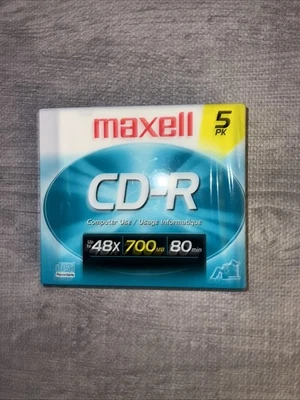 maxell
5
PK
CD-R
Computer Use / Usage Informatique
48X 700MB 80min